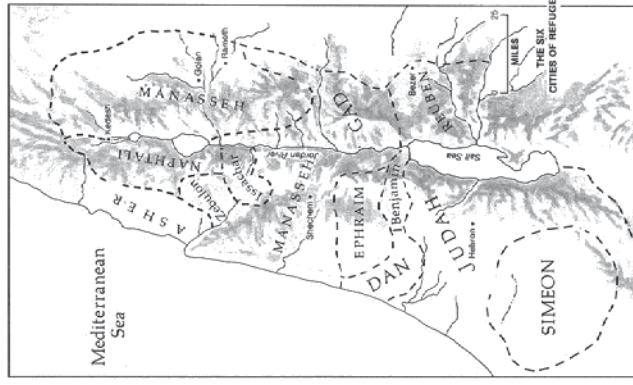 Mediterranean
Sea
ASHER
NAPHTALI
Kedesh
Zebulon
Issachar
MANASSEH
Golan
Ramoth
MANASSEH
Shechem
Jordan River
GAD
EPHRAIM
DAN
Benjamin
Bezer
REUBEN
JUDAH
Hebron
Salt Sea
SIMEON
0 25
MILES
THE SIX
CITIES OF REFUGE